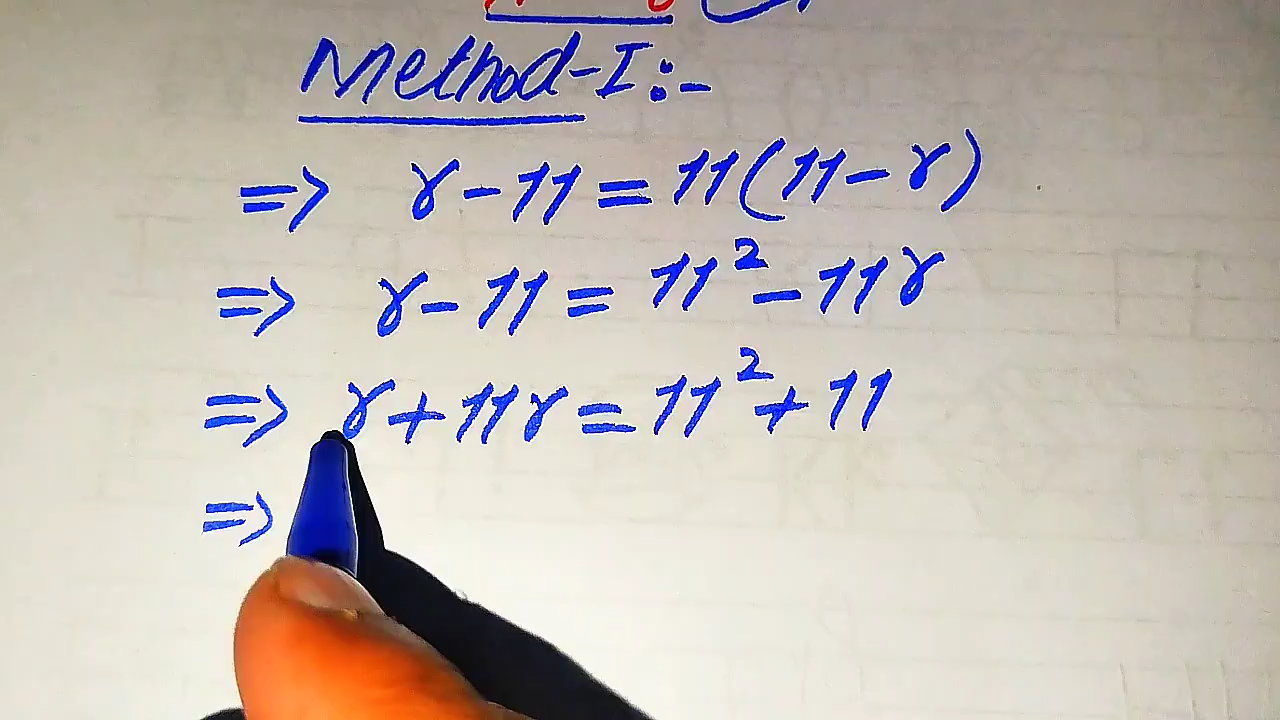 Method-I:-
=> r - 11 = 11(11 - r)
=> r - 11 = 11² - 11r
=> r + 11r = 11² + 11
=>